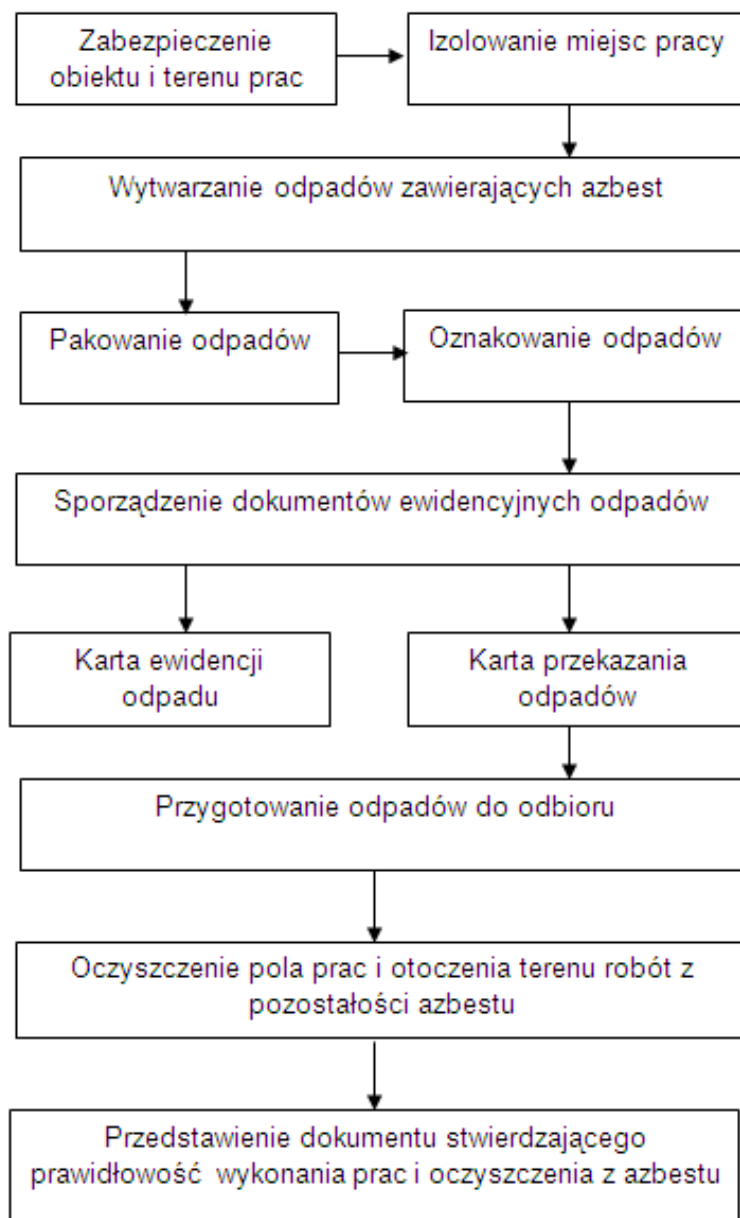 Zabezpieczenie
obiektu i terenu prac
Izolowanie miejsc pracy
Wytwarzanie odpadów zawierających azbest
Pakowanie odpadów
Oznakowanie odpadów
Sporządzenie dokumentów ewidencyjnych odpadów
Karta ewidencji
odpadu
Karta przekazania
odpadów
Przygotowanie odpadów do odbioru
Oczyszczenie pola prac i otoczenia terenu robót z
pozostałości azbestu
Przedstawienie dokumentu stwierdzającego
prawidłowość wykonania prac i oczyszczenia z azbestu